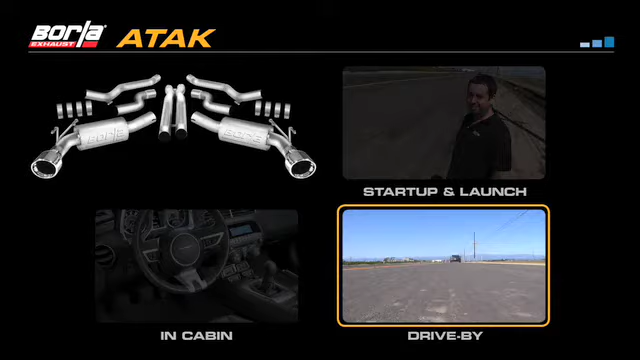 BORLA ATAK
EXHAUST
BORLA BORLA
STARTUP & LAUNCH
IN CABIN
DRIVE-BY